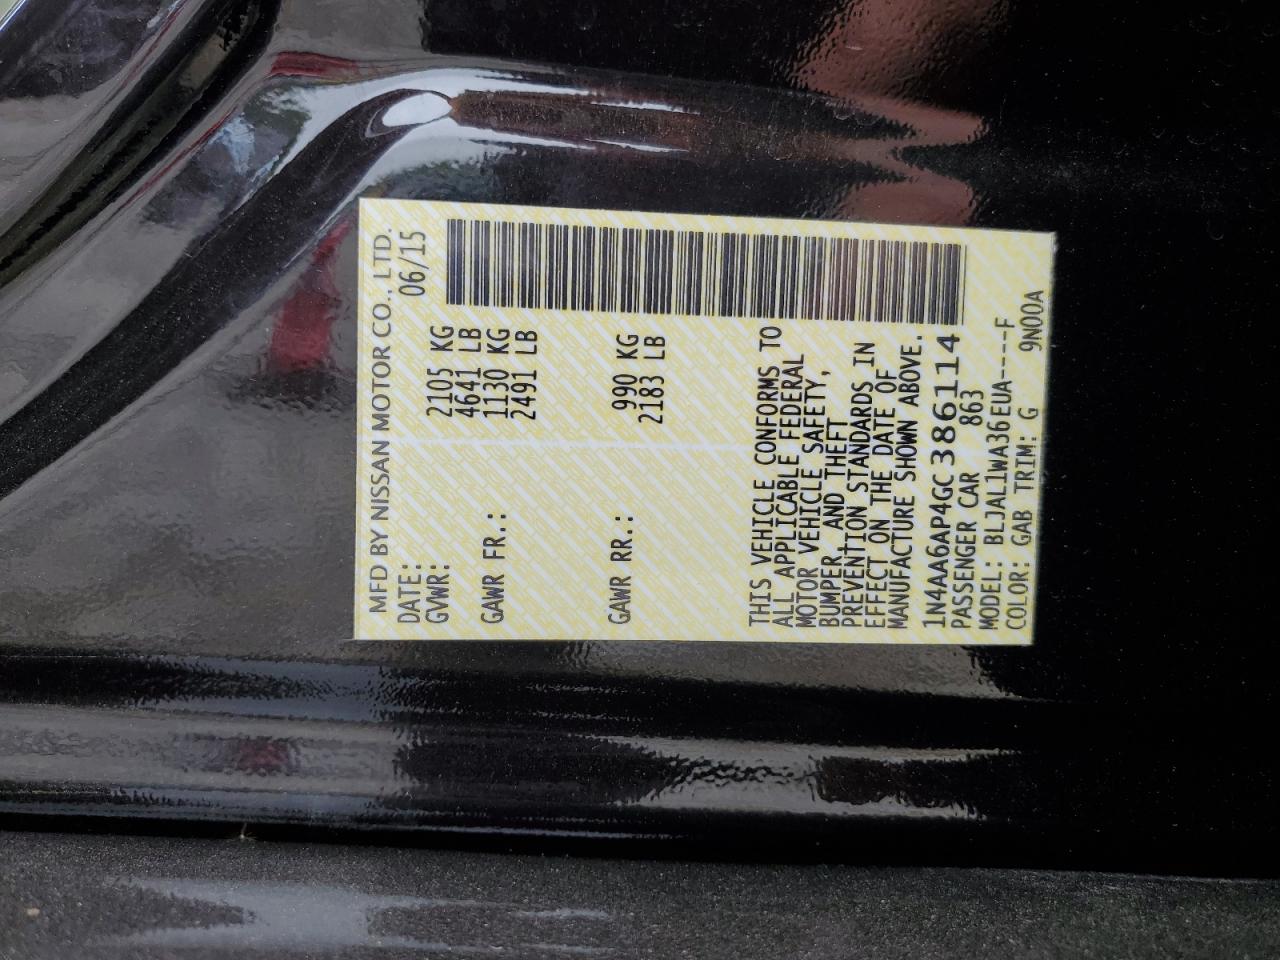 MFD BY NISSAN MOTOR CO., LTD.
DATE: 06/15
GVWR: 2105 KG
4641 LB
GAWR FR.: 1130 KG
2491 LB
GAWR RR.: 990 KG
2183 LB
THIS VEHICLE CONFORMS TO
ALL APPLICABLE FEDERAL
MOTOR VEHICLE SAFETY,
BUMPER, AND THEFT
PREVENTION STANDARDS IN
EFFECT ON THE DATE OF
MANUFACTURE SHOWN ABOVE.
1N4AA6AP4GC386114
PASSENGER CAR 863
MODEL: BLJAL1WA36EUA-----F
COLOR: GAB TRIM: G 9N00A